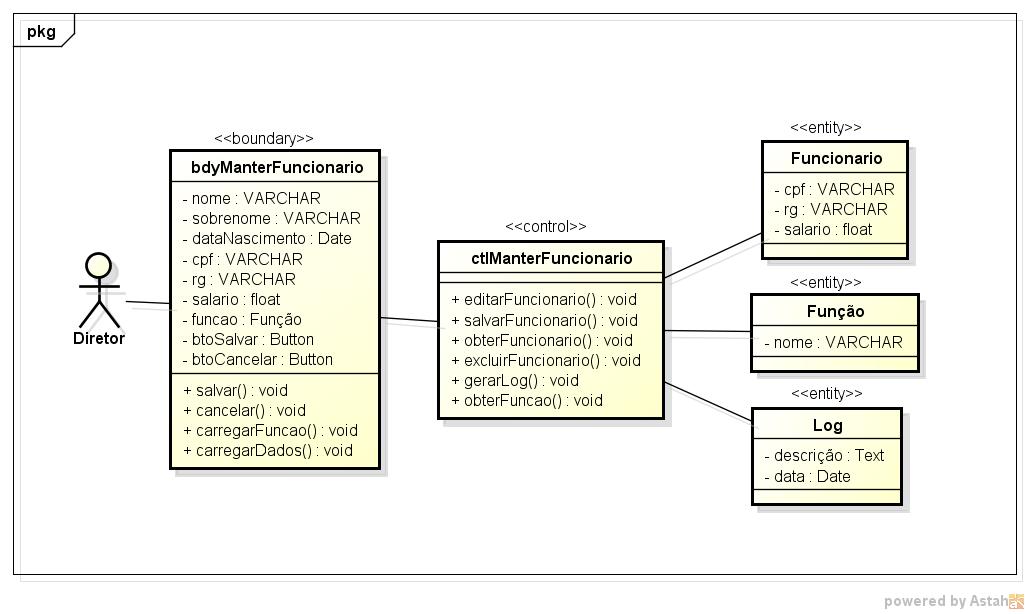 pkg
<<boundary>>
bdyManterFuncionario
- nome : VARCHAR
- sobrenome : VARCHAR
- dataNascimento : Date
- cpf : VARCHAR
- rg : VARCHAR
- salario : float
- funcao : Função
- btoSalvar : Button
- btoCancelar : Button
+ salvar() : void
+ cancelar() : void
+ carregarFuncao() : void
+ carregarDados() : void
Diretor
<<control>>
ctlManterFuncionario
+ editarFuncionario() : void
+ salvarFuncionario() : void
+ obterFuncionario() : void
+ excluirFuncionario() : void
+ gerarLog() : void
+ obterFuncao() : void
<<entity>>
Funcionario
- cpf : VARCHAR
- rg : VARCHAR
- salario : float
<<entity>>
Função
- nome : VARCHAR
<<entity>>
Log
- descrição : Text
- data : Date
powered by Astah